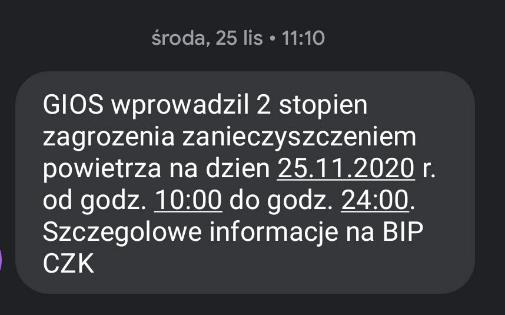 środa, 25 lis • 11:10
GIOS wprowadzil 2 stopien
zagrozenia zanieczyszczeniem
powietrza na dzien 25.11.2020 r.
od godz. 10:00 do godz. 24:00.
Szczegolowe informacje na BIP
CZK